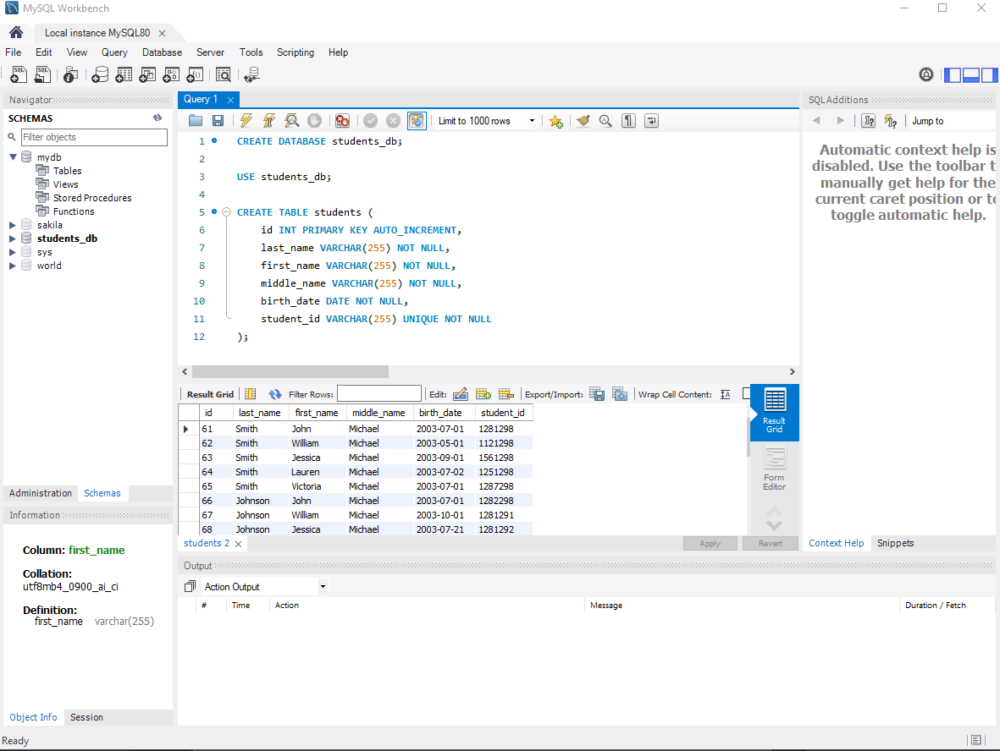 MySQL Workbench
Local instance MySQL80
File Edit View Query Database Server Tools Scripting Help
Navigator
SCHEMAS
Filter objects
mydb
Tables
Views
Stored Procedures
Functions
sakila
students_db
sys
world
Administration Schemas
Information
Column: first_name
Collation:
utf8mb4_0900_ai_ci
Definition:
first_name varchar(255)
Object Info Session
Query 1
Limit to 1000 rows
1 CREATE DATABASE students_db;
2
3 USE students_db;
4
5 CREATE TABLE students (
6 id INT PRIMARY KEY AUTO_INCREMENT,
7 last_name VARCHAR(255) NOT NULL,
8 first_name VARCHAR(255) NOT NULL,
9 middle_name VARCHAR(255) NOT NULL,
10 birth_date DATE NOT NULL,
11 student_id VARCHAR(255) UNIQUE NOT NULL
12 );
Result Grid Filter Rows: Edit: Export/Import: Wrap Cell Content:
id last_name first_name middle_name birth_date student_id
61 Smith John Michael 2003-07-01 1281298
62 Smith William Michael 2003-05-01 1121298
63 Smith Jessica Michael 2003-09-01 1561298
64 Smith Lauren Michael 2003-07-02 1251298
65 Smith Victoria Michael 2003-07-01 1287298
66 Johnson John Michael 2003-07-01 1282298
67 Johnson William Michael 2003-10-01 1281291
68 Johnson Jessica Michael 2003-07-21 1281292
Result
Grid
Form
Editor
students 2 Apply Revert
SQLAdditions
Jump to
Automatic context help is
disabled. Use the toolbar t
manually get help for the
current caret position or to
toggle automatic help.
Context Help Snippets
Output
Action Output
# Time Action Message Duration / Fetch
Ready